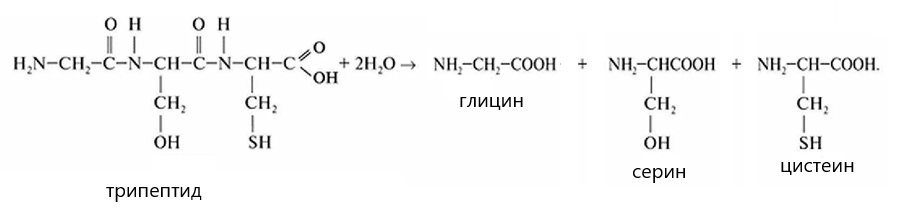 O H O H
H₂N–CH₂–C–N–CH–C–N–CH–C O OH + 2H₂O → NH₂–CH₂–COOH + NH₂–CHCOOH + NH₂–CH–COOH.
CH₂ CH₂ глицин CH₂ CH₂
OH SH OH SH
трипептид серин цистеин